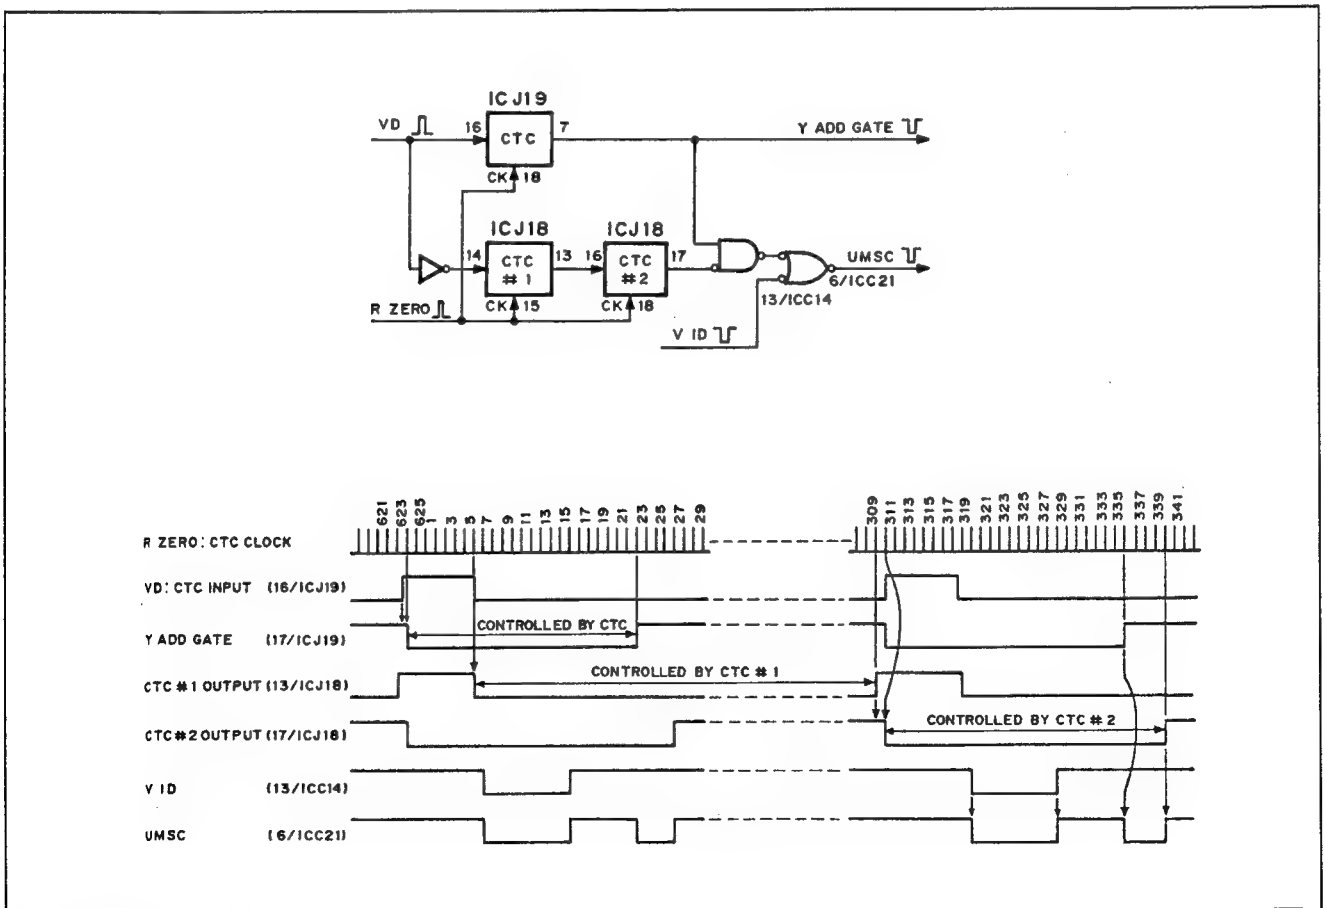 ICJ19
VD
16
CTC
7
Y ADD GATE
CK 18
ICJ18
ICJ18
14
CTC
# 1
13
16
CTC
#2
17
UMSC
6/ICC21
R ZERO
CK 15
CK 18
13/ICC14
V ID
621 623 625 1 3 5 7 9 11 13 15 17 19 21 23 25 27 29
309 311 313 315 317 319 321 323 325 327 329 331 333 335 337 339 341
R ZERO: CTC CLOCK
VD: CTC INPUT (16/ICJ19)
Y ADD GATE (17/ICJ19)
CONTROLLED BY CTC
CTC #1 OUTPUT (13/ICJ18)
CONTROLLED BY CTC # 1
CTC #2 OUTPUT (17/ICJ18)
CONTROLLED BY CTC # 2
V ID (13/ICC14)
UMSC (6/ICC21)